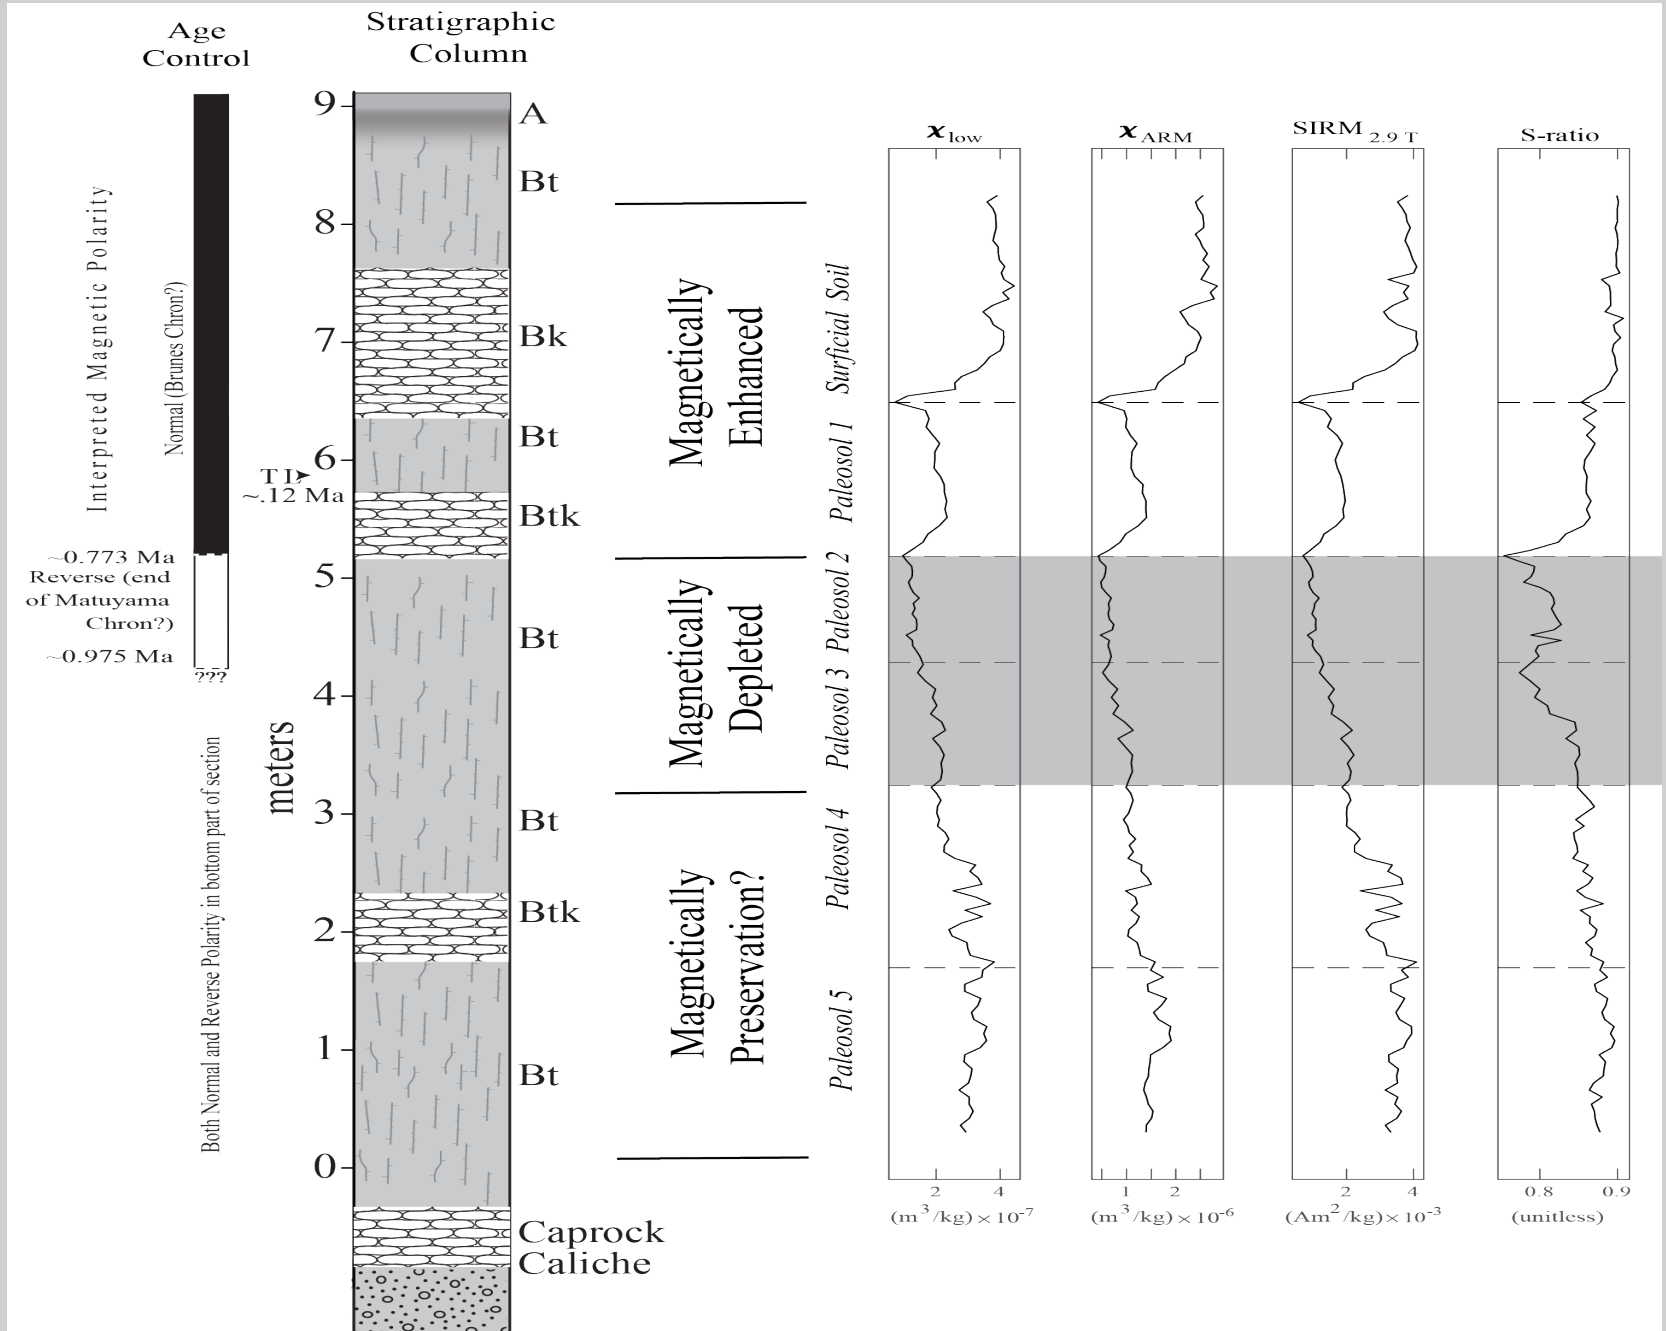 Age
Control
Stratigraphic
Column
Interpreted Magnetic Polarity
Normal (Brunes Chron?)
TL
~.12 Ma
~0.773 Ma
Reverse (end
of Matuyama
Chron?)
~0.975 Ma
???
Both Normal and Reverse Polarity in bottom part of section
meters
9
8
7
6
5
4
3
2
1
0
A
Bt
Bk
Bt
Btk
Bt
Bt
Btk
Bt
Caprock
Caliche
Magnetically
Enhanced
Magnetically
Depleted
Magnetically
Preservation?
Surficial Soil
Paleosol 1
Paleosol 2
Paleosol 3
Paleosol 4
Paleosol 5
χ low
χ ARM
SIRM 2.9 T
S-ratio
2 4
(m³/kg)×10⁻⁷
1 2
(m³/kg)×10⁻⁶
2 4
(Am²/kg)×10⁻³
0.8 0.9
(unitless)